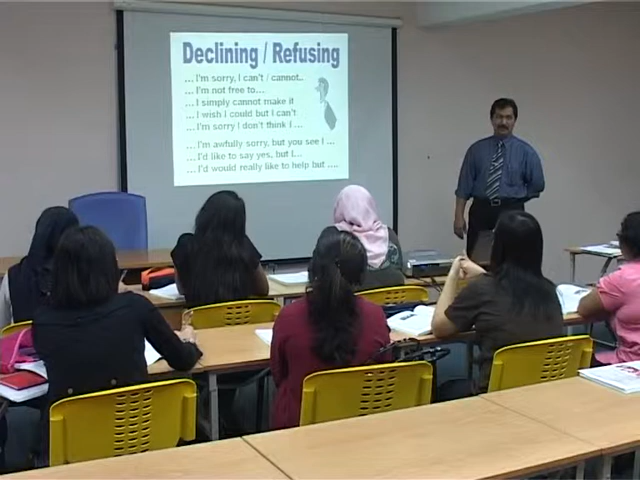 Declining / Refusing
... I'm sorry, I can't / cannot..
... I'm not free to...
... I simply cannot make it
... I wish I could but I can't
... I'm sorry I don't think I ...
... I'm awfully sorry, but you see I ...
... I'd like to say yes, but I...
... I'd would really like to help but ....